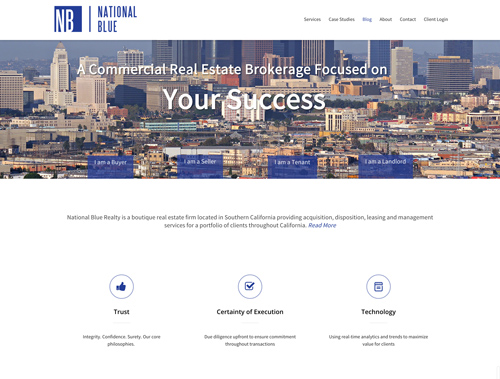 NB NATIONAL BLUE
Services Case Studies Blog About Contact Client Login
A Commercial Real Estate Brokerage Focused on
Your Success
I am a Buyer I am a Seller I am a Tenant I am a Landlord
National Blue Realty is a boutique real estate firm located in Southern California providing acquisition, disposition, leasing and management
services for a portfolio of clients throughout California. Read More
Trust Certainty of Execution Technology
Integrity. Confidence. Surety. Our core
philosophies.
Due diligence upfront to ensure commitment
throughout transactions
Using real-time analytics and trends to maximize
value for clients